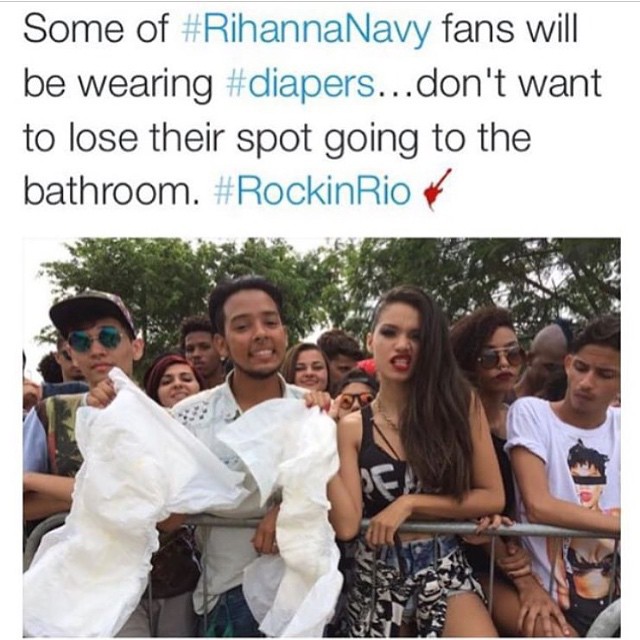 Some of #RihannaNavy fans will
be wearing #diapers...don't want
to lose their spot going to the
bathroom. #RockinRio